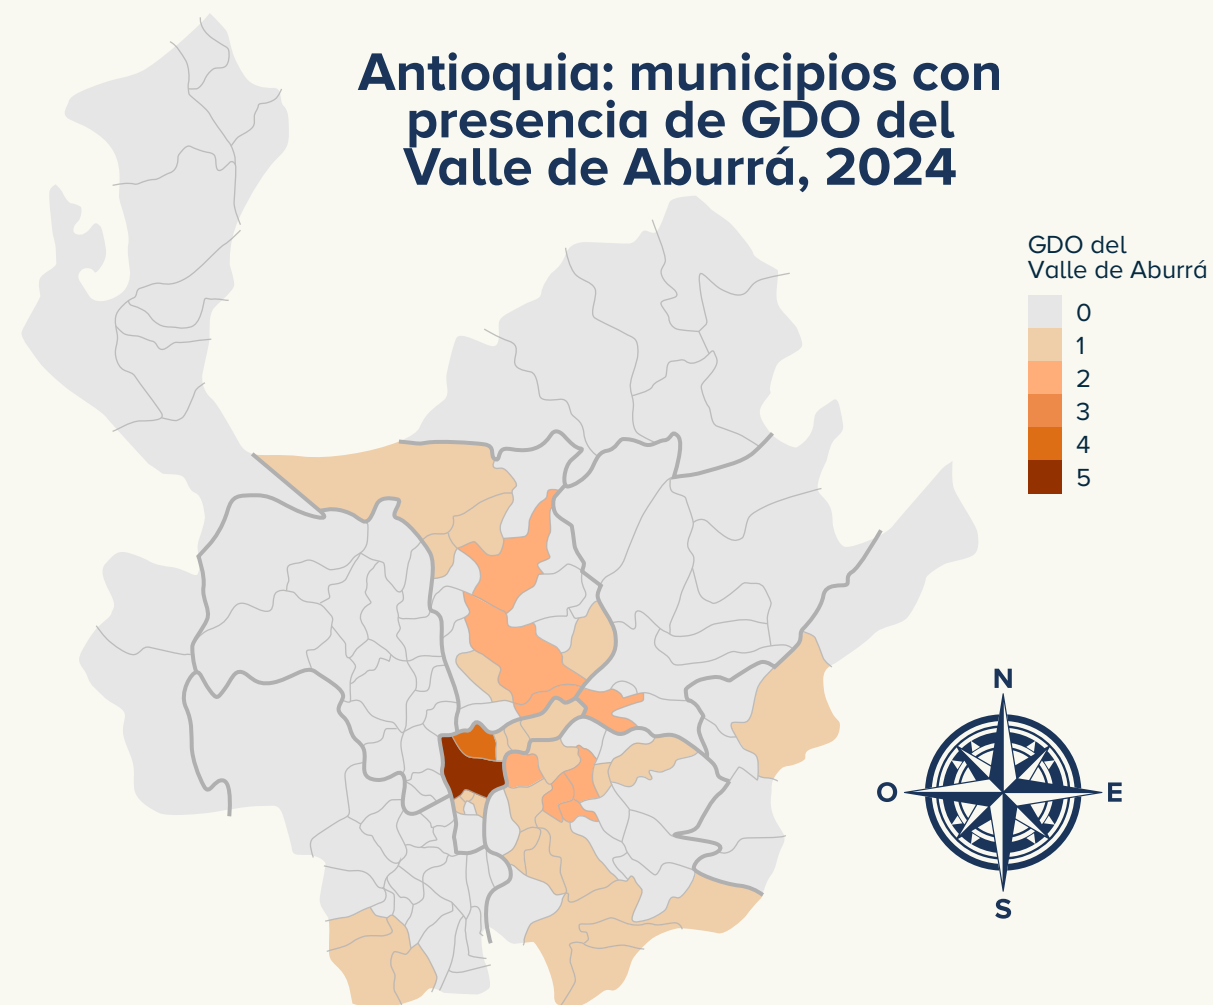 Antioquia: municipios con
presencia de GDO del
Valle de Aburrá, 2024
GDO del
Valle de Aburrá
0
1
2
3
4
5
N
O
E
S